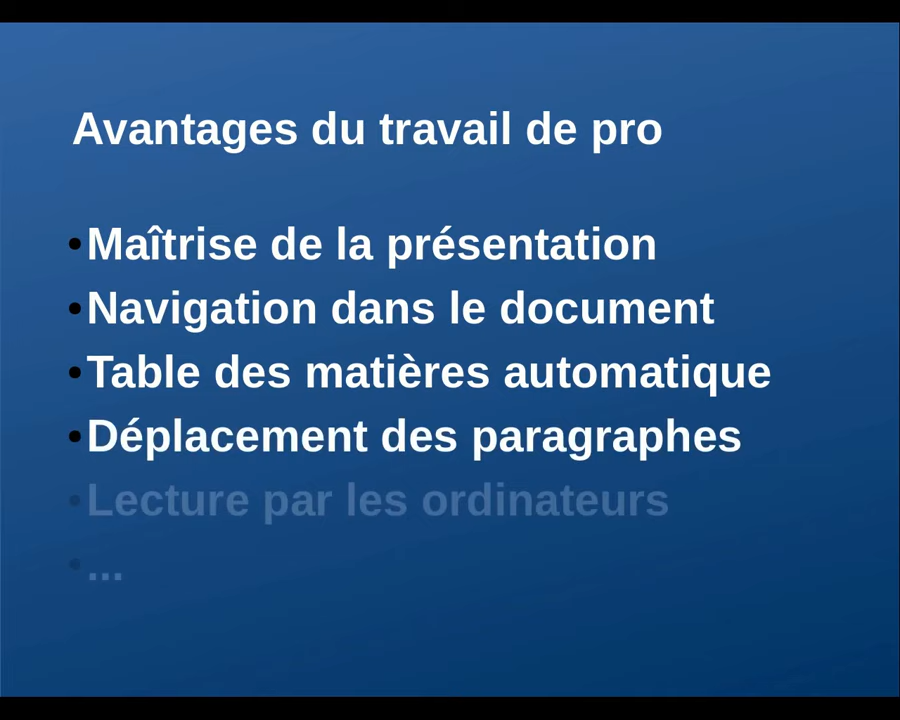 Avantages du travail de pro
•Maîtrise de la présentation
•Navigation dans le document
•Table des matières automatique
•Déplacement des paragraphes
•Lecture par les ordinateurs
•...